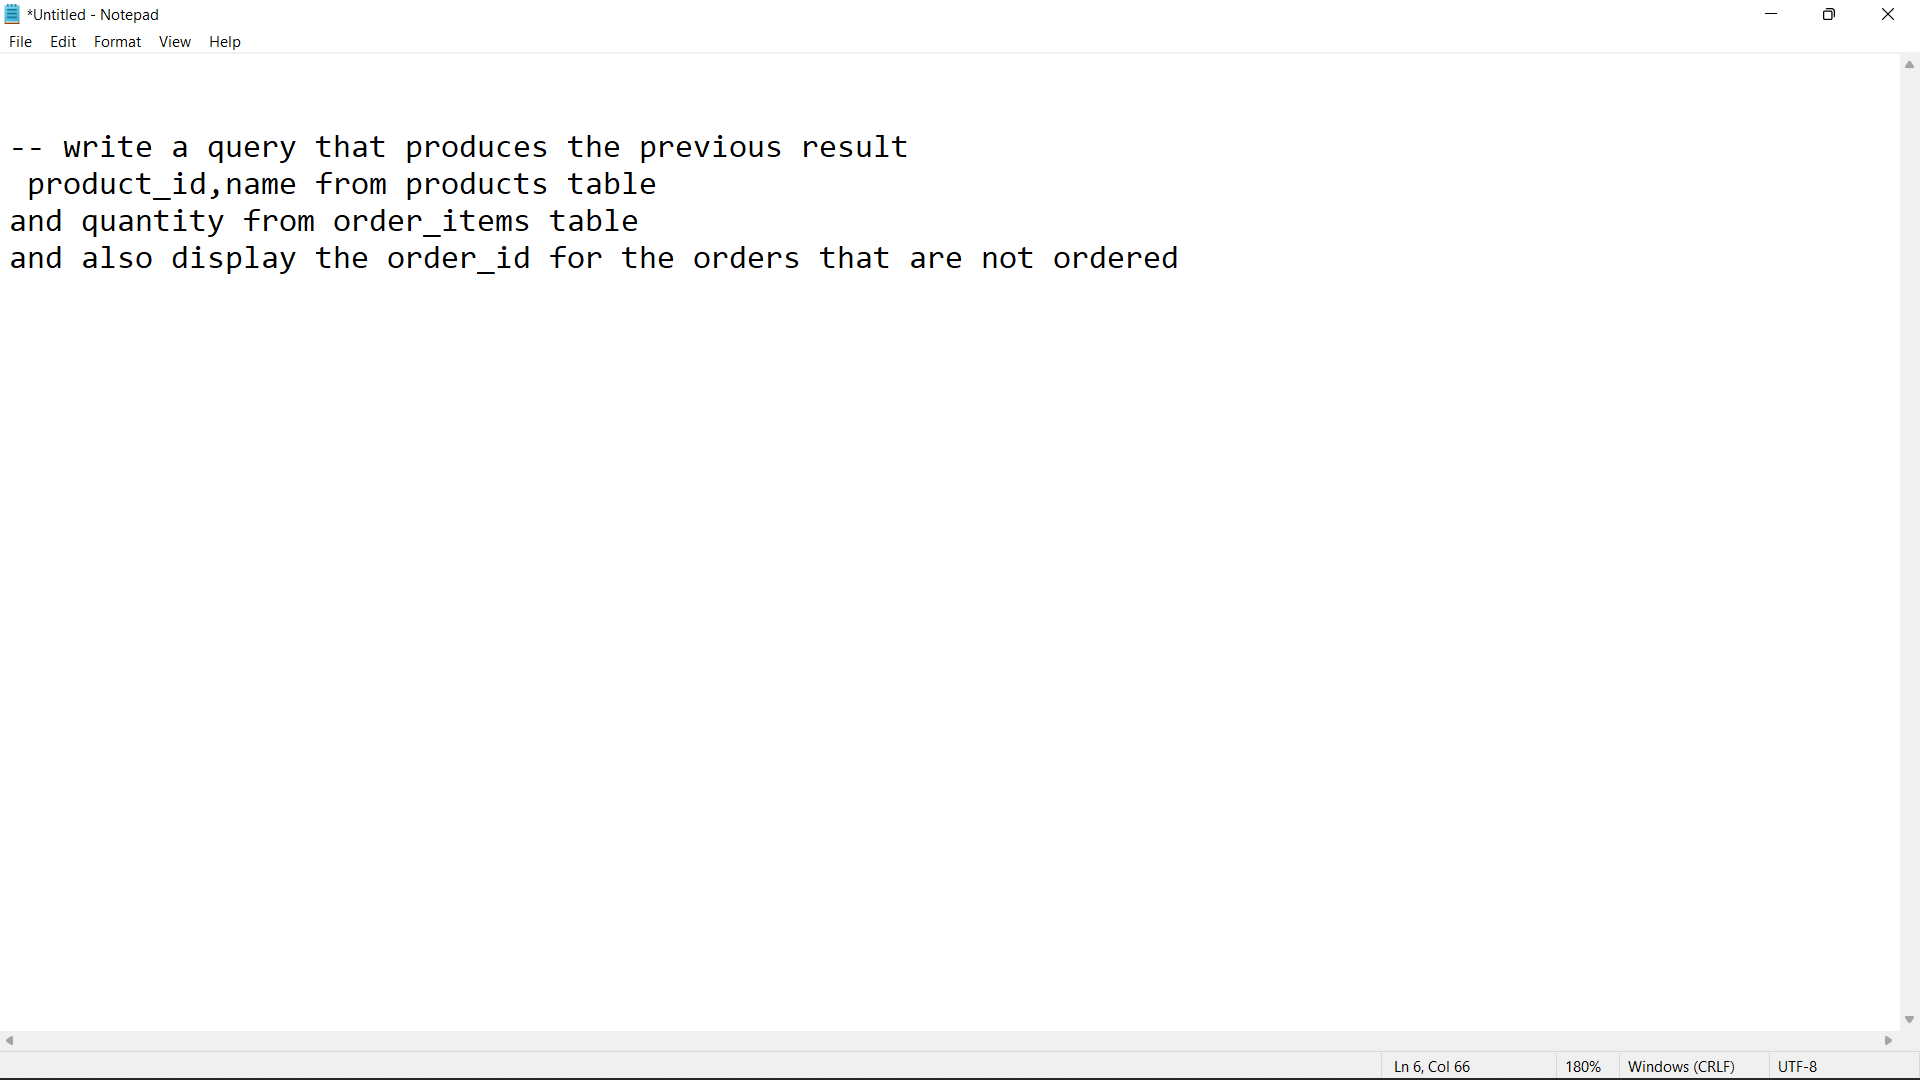 *Untitled - Notepad
File Edit Format View Help
-- write a query that produces the previous result
 product_id,name from products table
and quantity from order_items table
and also display the order_id for the orders that are not ordered
Ln 6, Col 66 180% Windows (CRLF) UTF-8